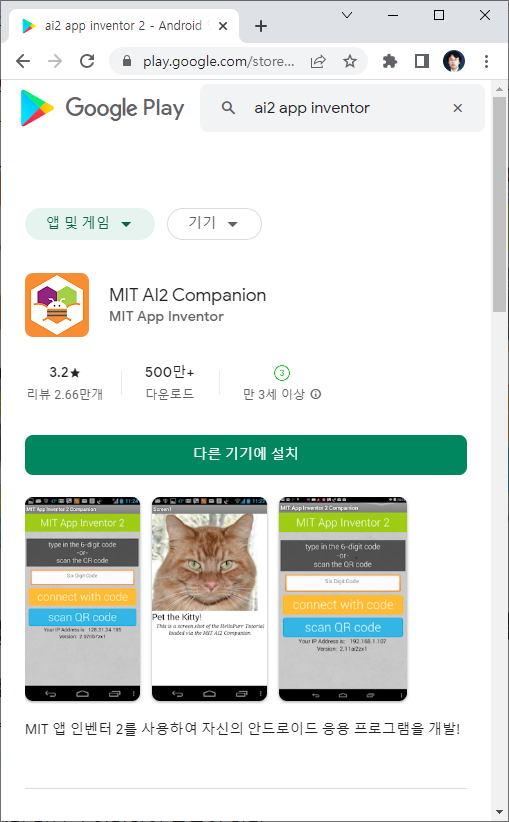 ai2 app inventor 2 - Android
play.google.com/store...
Google Play
ai2 app inventor
앱 및 게임
기기
MIT AI2 Companion
MIT App Inventor
3.2★
리뷰 2.66만개
500만+
다운로드
3
만 3세 이상
다른 기기에 설치
MIT App Inventor 2 Companion
MIT App Inventor 2
type in the 6-digit code
-or-
scan the QR code
Six Digit Code
connect with code
scan QR code
Your IP Address is:
Screen1
Pet the Kitty!
This is a screen shot of the HelloPurr Tutorial
loaded via the MIT AI2 Companion
MIT App Inventor 2 Companion
MIT App Inventor 2
type in the 6-digit code
-or-
scan the QR code
Six Digit Code
connect with code
scan QR code
Your IP Address is: 192.168.1.107
Version: 2.11ai2zx1
MIT 앱 인벤터 2를 사용하여 자신의 안드로이드 응용 프로그램을 개발!